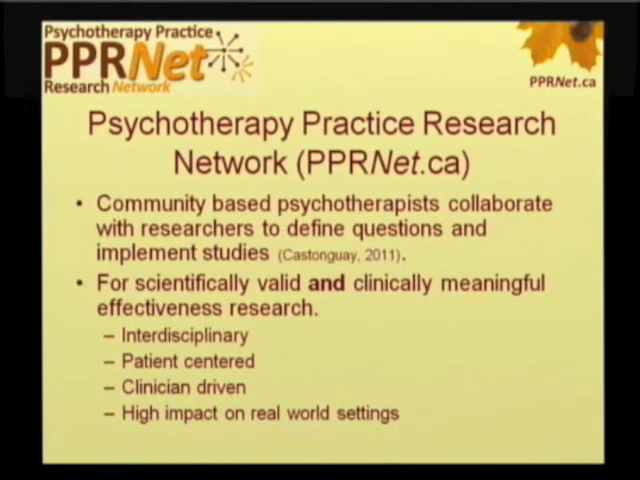 Psychotherapy Practice
PPRNet
Research Network
PPRNet.ca
Psychotherapy Practice Research
Network (PPRNet.ca)
• Community based psychotherapists collaborate
with researchers to define questions and
implement studies (Castonguay, 2011).
• For scientifically valid and clinically meaningful
effectiveness research.
– Interdisciplinary
– Patient centered
– Clinician driven
– High impact on real world settings